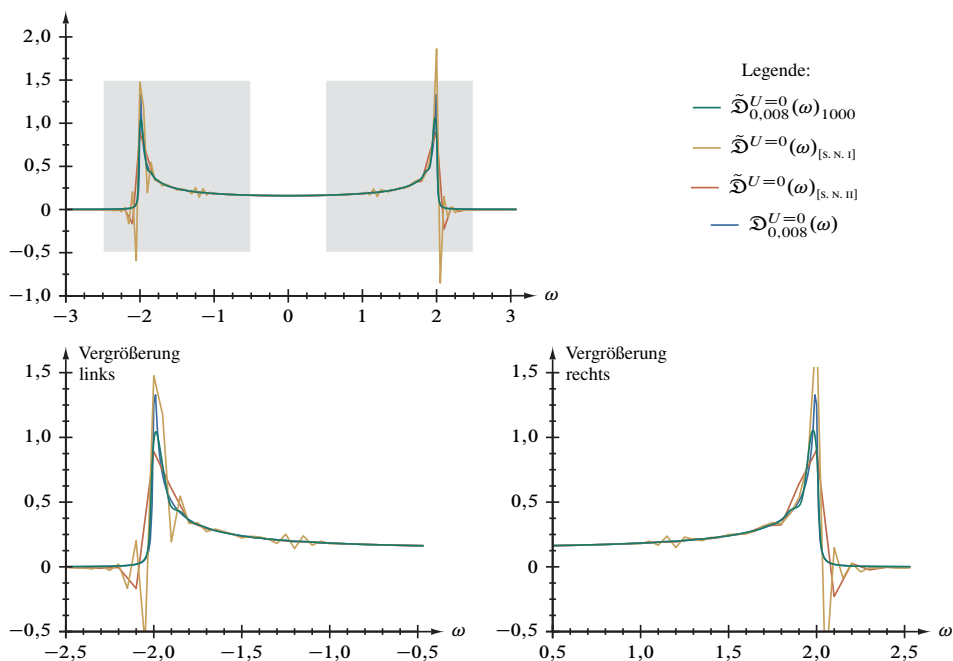 2,0
1,5
1,0
0,5
0
−0,5
−1,0
−3 −2 −1 0 1 2 3
ω
Legende:
𝔇̃^{U=0}_{0,008}(ω)_{1000}
𝔇̃^{U=0}(ω)_{[S. N. I]}
𝔇̃^{U=0}(ω)_{[S. N. II]}
𝔇^{U=0}_{0,008}(ω)
Vergrößerung
links
1,5
1,0
0,5
0
−0,5
−2,5 −2,0 −1,5 −1,0 −0,5
ω
Vergrößerung
rechts
1,5
1,0
0,5
0
−0,5
0,5 1,0 1,5 2,0 2,5
ω